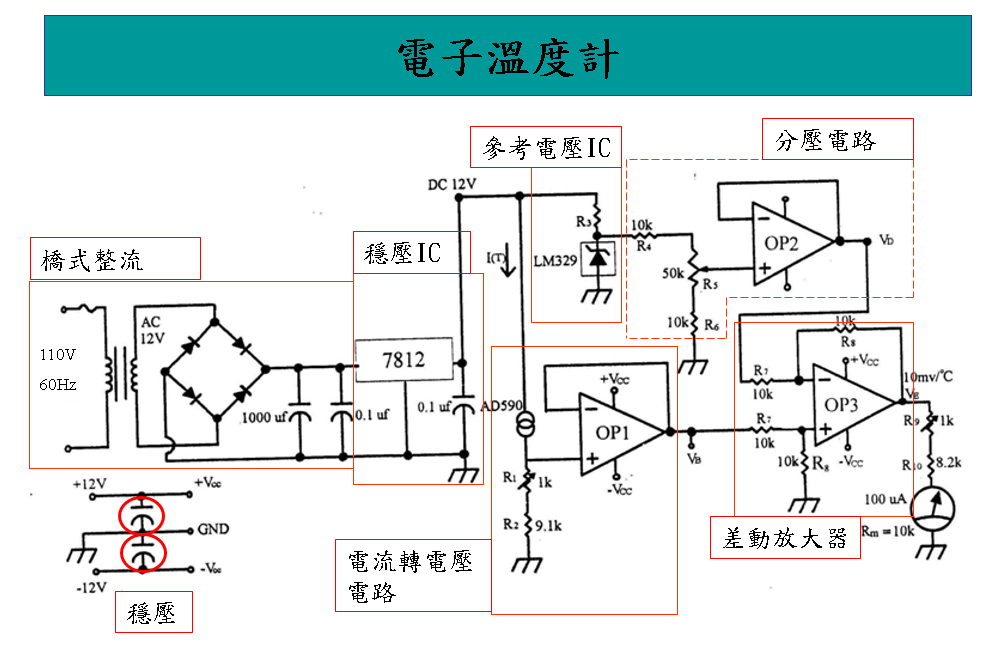 電子溫度計
參考電壓IC
分壓電路
DC 12V
橋式整流
穩壓IC
R3
10k
R4
OP2
VD
I(T)
LM329
50k
R5
10k
R6
AC
12V
110V
60Hz
7812
1000 uf
0.1 uf
0.1 uf
AD590
+Vcc
OP1
-Vcc
VB
R1
1k
R2
9.1k
10k
R8
+Vcc
R7
10k
OP3
R7
10k
-Vcc
10k
R8
10mv/℃
VE
R9
1k
R10
8.2k
100 uA
Rm = 10k
+12V
+Vcc
GND
-12V
-Vcc
穩壓
電流轉電壓
電路
差動放大器